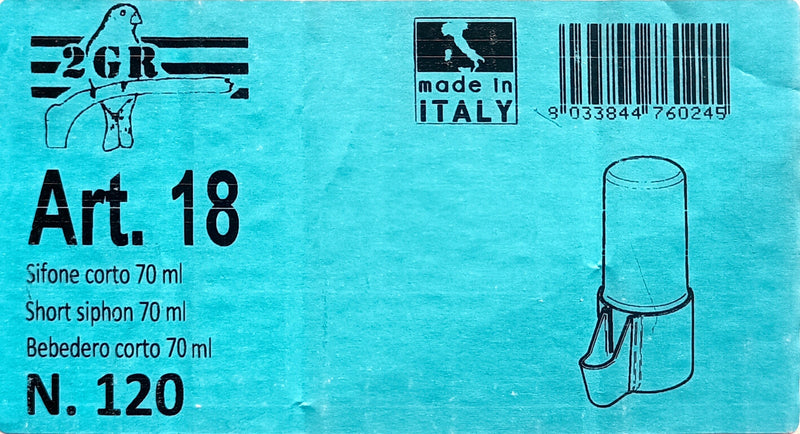 2GR
made in
iTALY
8 033844 760245
Art. 18
Sifone corto 70 ml
Short siphon 70 ml
Bebedero corto 70 ml
N. 120